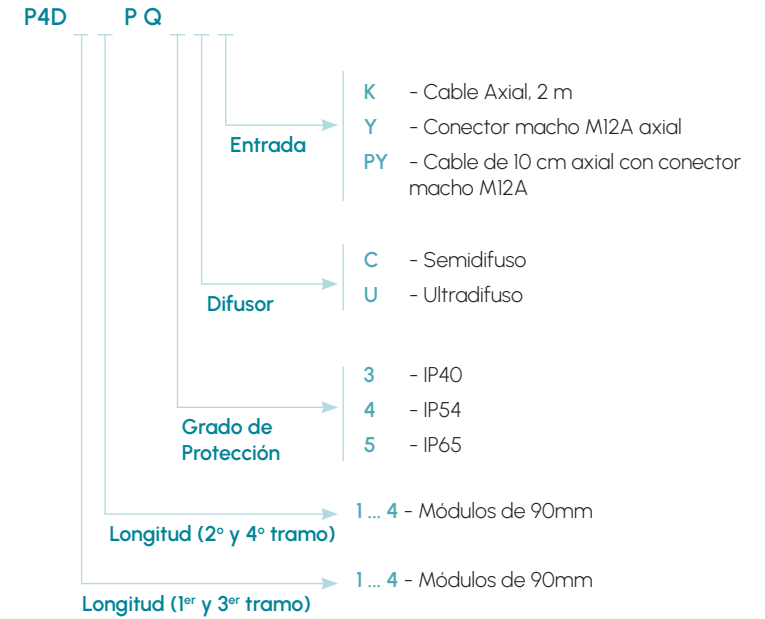 P4D P Q
K - Cable Axial, 2 m
Y - Conector macho M12A axial
PY - Cable de 10 cm axial con conector
macho M12A
Entrada
C - Semidifuso
U - Ultradifuso
Difusor
3 - IP40
4 - IP54
5 - IP65
Grado de
Protección
1 ... 4 - Módulos de 90mm
Longitud (2º y 4º tramo)
1 ... 4 - Módulos de 90mm
Longitud (1er y 3er tramo)